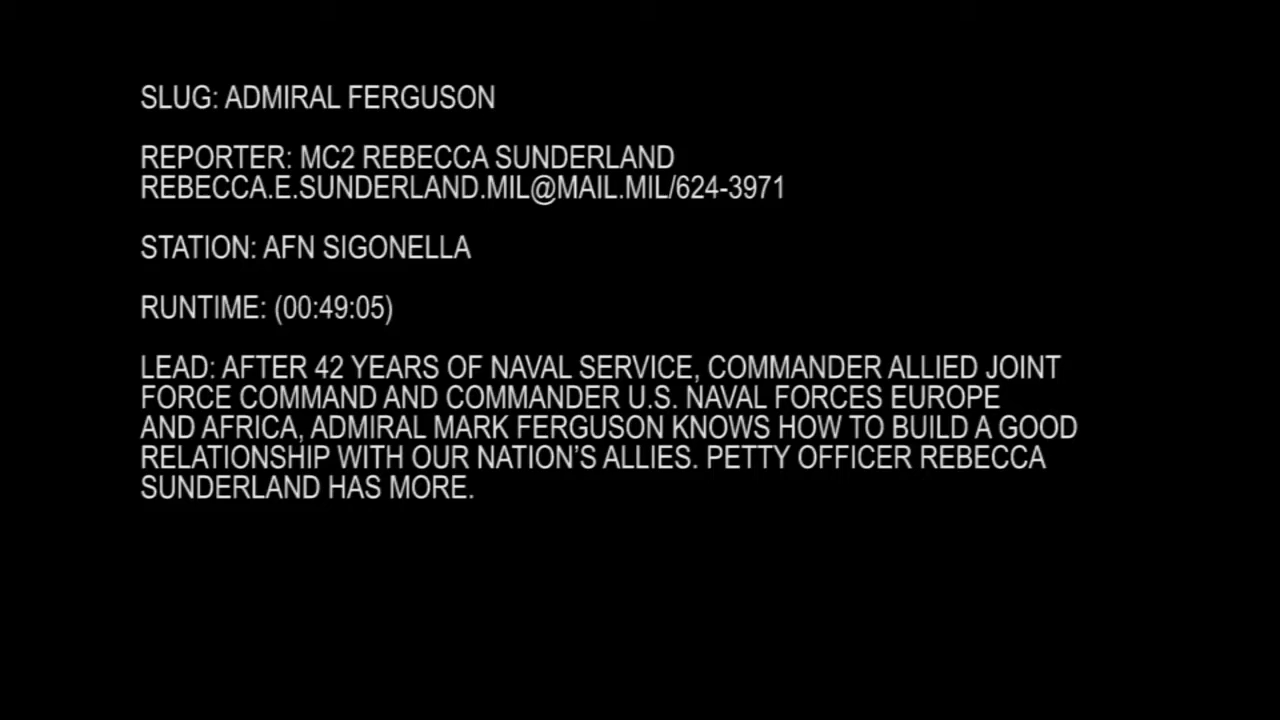 SLUG: ADMIRAL FERGUSON
REPORTER: MC2 REBECCA SUNDERLAND
REBECCA.E.SUNDERLAND.MIL@MAIL.MIL/624-3971
STATION: AFN SIGONELLA
RUNTIME: (00:49:05)
LEAD: AFTER 42 YEARS OF NAVAL SERVICE, COMMANDER ALLIED JOINT
FORCE COMMAND AND COMMANDER U.S. NAVAL FORCES EUROPE
AND AFRICA, ADMIRAL MARK FERGUSON KNOWS HOW TO BUILD A GOOD
RELATIONSHIP WITH OUR NATION’S ALLIES. PETTY OFFICER REBECCA
SUNDERLAND HAS MORE.